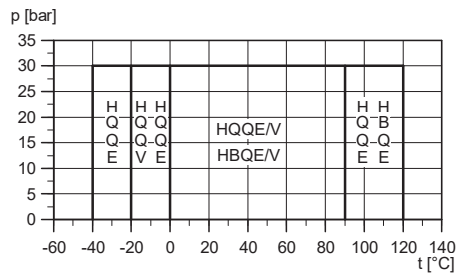 p [bar]
35
30
25
20
15
10
5
0
H Q Q E
H Q Q V
H Q Q E
HQQE/V
HBQE/V
H Q Q E
H B Q E
-60 -40 -20 0 20 40 60 80 100 120 140
t [°C]